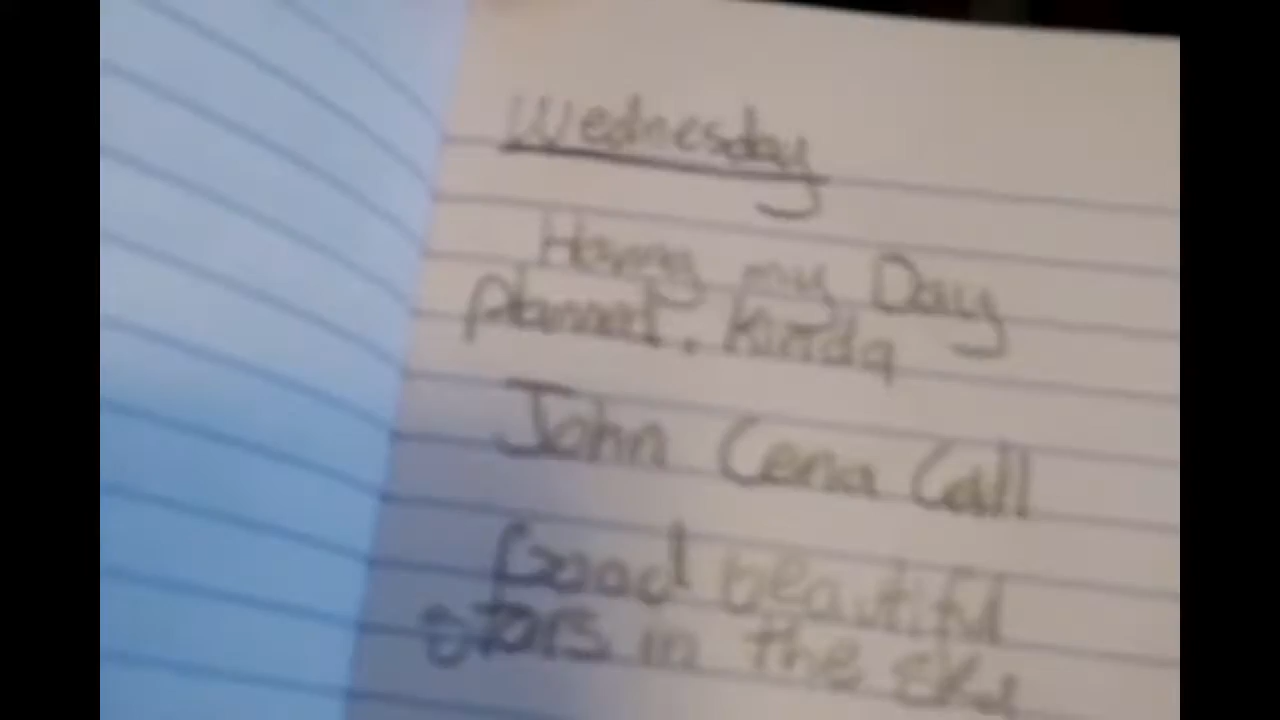 Wednesday
Having my Day
planned. Kinda
John Cena Call
Good beautiful
stars in the sky